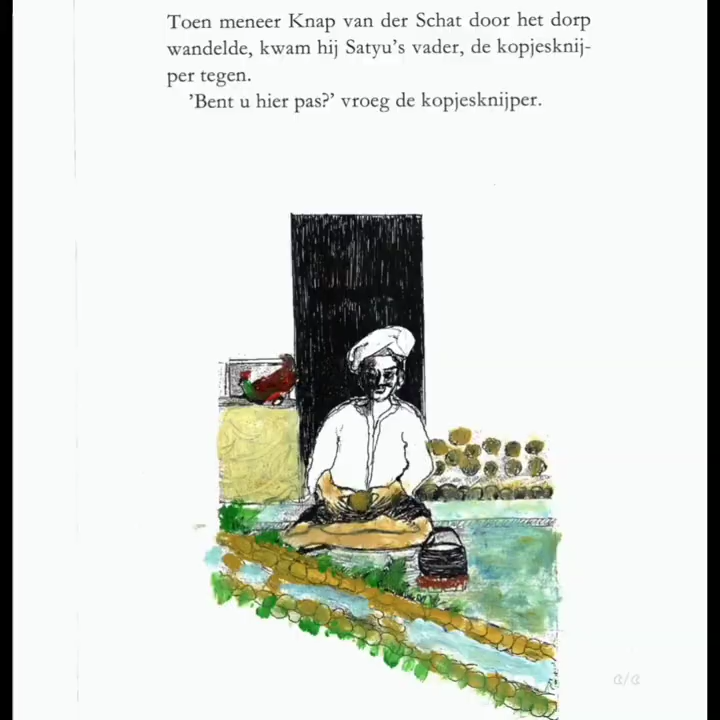 Toen meneer Knap van der Schat door het dorp
wandelde, kwam hij Satyu's vader, de kopjesknij-
per tegen.
'Bent u hier pas?' vroeg de kopjesknijper.